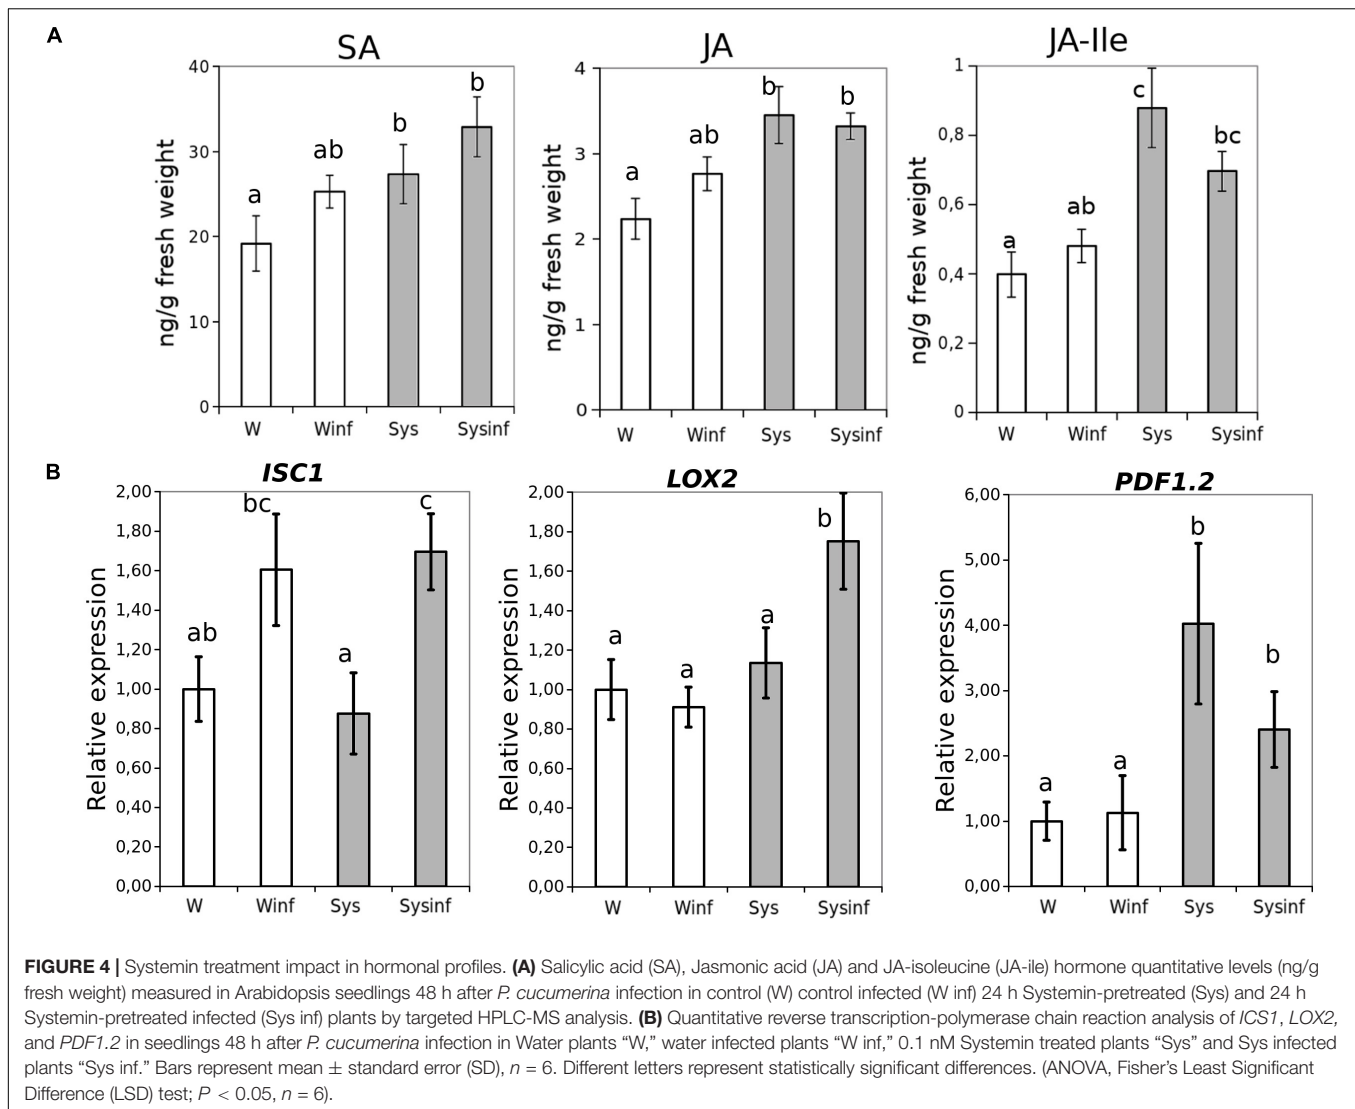 A
SA
JA
JA-Ile
ng/g fresh weight
40
30
20
10
0
a
ab
b
b
W
Winf
Sys
Sysinf
ng/g fresh weight
4
3
2
1
0
a
ab
b
b
W
Winf
Sys
Sysinf
ng/g fresh weight
1
0,8
0,6
0,4
0,2
0
a
ab
c
bc
W
Winf
Sys
Sysinf
B
ISC1
LOX2
PDF1.2
Relative expression
2,00
1,80
1,60
1,40
1,20
1,00
0,80
0,60
0,40
0,20
0,00
ab
bc
a
c
W
Winf
Sys
Sysinf
Relative expression
2,00
1,80
1,60
1,40
1,20
1,00
0,80
0,60
0,40
0,20
0,00
a
a
a
b
W
Winf
Sys
Sysinf
Relative expression
6,00
5,00
4,00
3,00
2,00
1,00
0,00
a
a
b
b
W
Winf
Sys
Sysinf
FIGURE 4 | Systemin treatment impact in hormonal profiles. (A) Salicylic acid (SA), Jasmonic acid (JA) and JA-isoleucine (JA-ile) hormone quantitative levels (ng/g
fresh weight) measured in Arabidopsis seedlings 48 h after P. cucumerina infection in control (W) control infected (W inf) 24 h Systemin-pretreated (Sys) and 24 h
Systemin-pretreated infected (Sys inf) plants by targeted HPLC-MS analysis. (B) Quantitative reverse transcription-polymerase chain reaction analysis of ICS1, LOX2,
and PDF1.2 in seedlings 48 h after P. cucumerina infection in Water plants “W,” water infected plants “W inf,” 0.1 nM Systemin treated plants “Sys” and Sys infected
plants “Sys inf.” Bars represent mean ± standard error (SD), n = 6. Different letters represent statistically significant differences. (ANOVA, Fisher’s Least Significant
Difference (LSD) test; P < 0.05, n = 6).